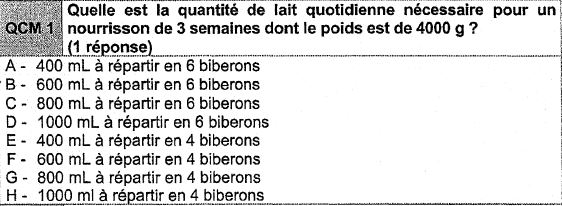 Quelle est la quantité de lait quotidienne nécessaire pour un
QCM 1 nourrisson de 3 semaines dont le poids est de 4000 g ?
(1 réponse)
A - 400 mL à répartir en 6 biberons
B - 600 mL à répartir en 6 biberons
C - 800 mL à répartir en 6 biberons
D - 1000 mL à répartir en 6 biberons
E - 400 mL à répartir en 4 biberons
F - 600 mL à répartir en 4 biberons
G - 800 mL à répartir en 4 biberons
H - 1000 ml à répartir en 4 biberons